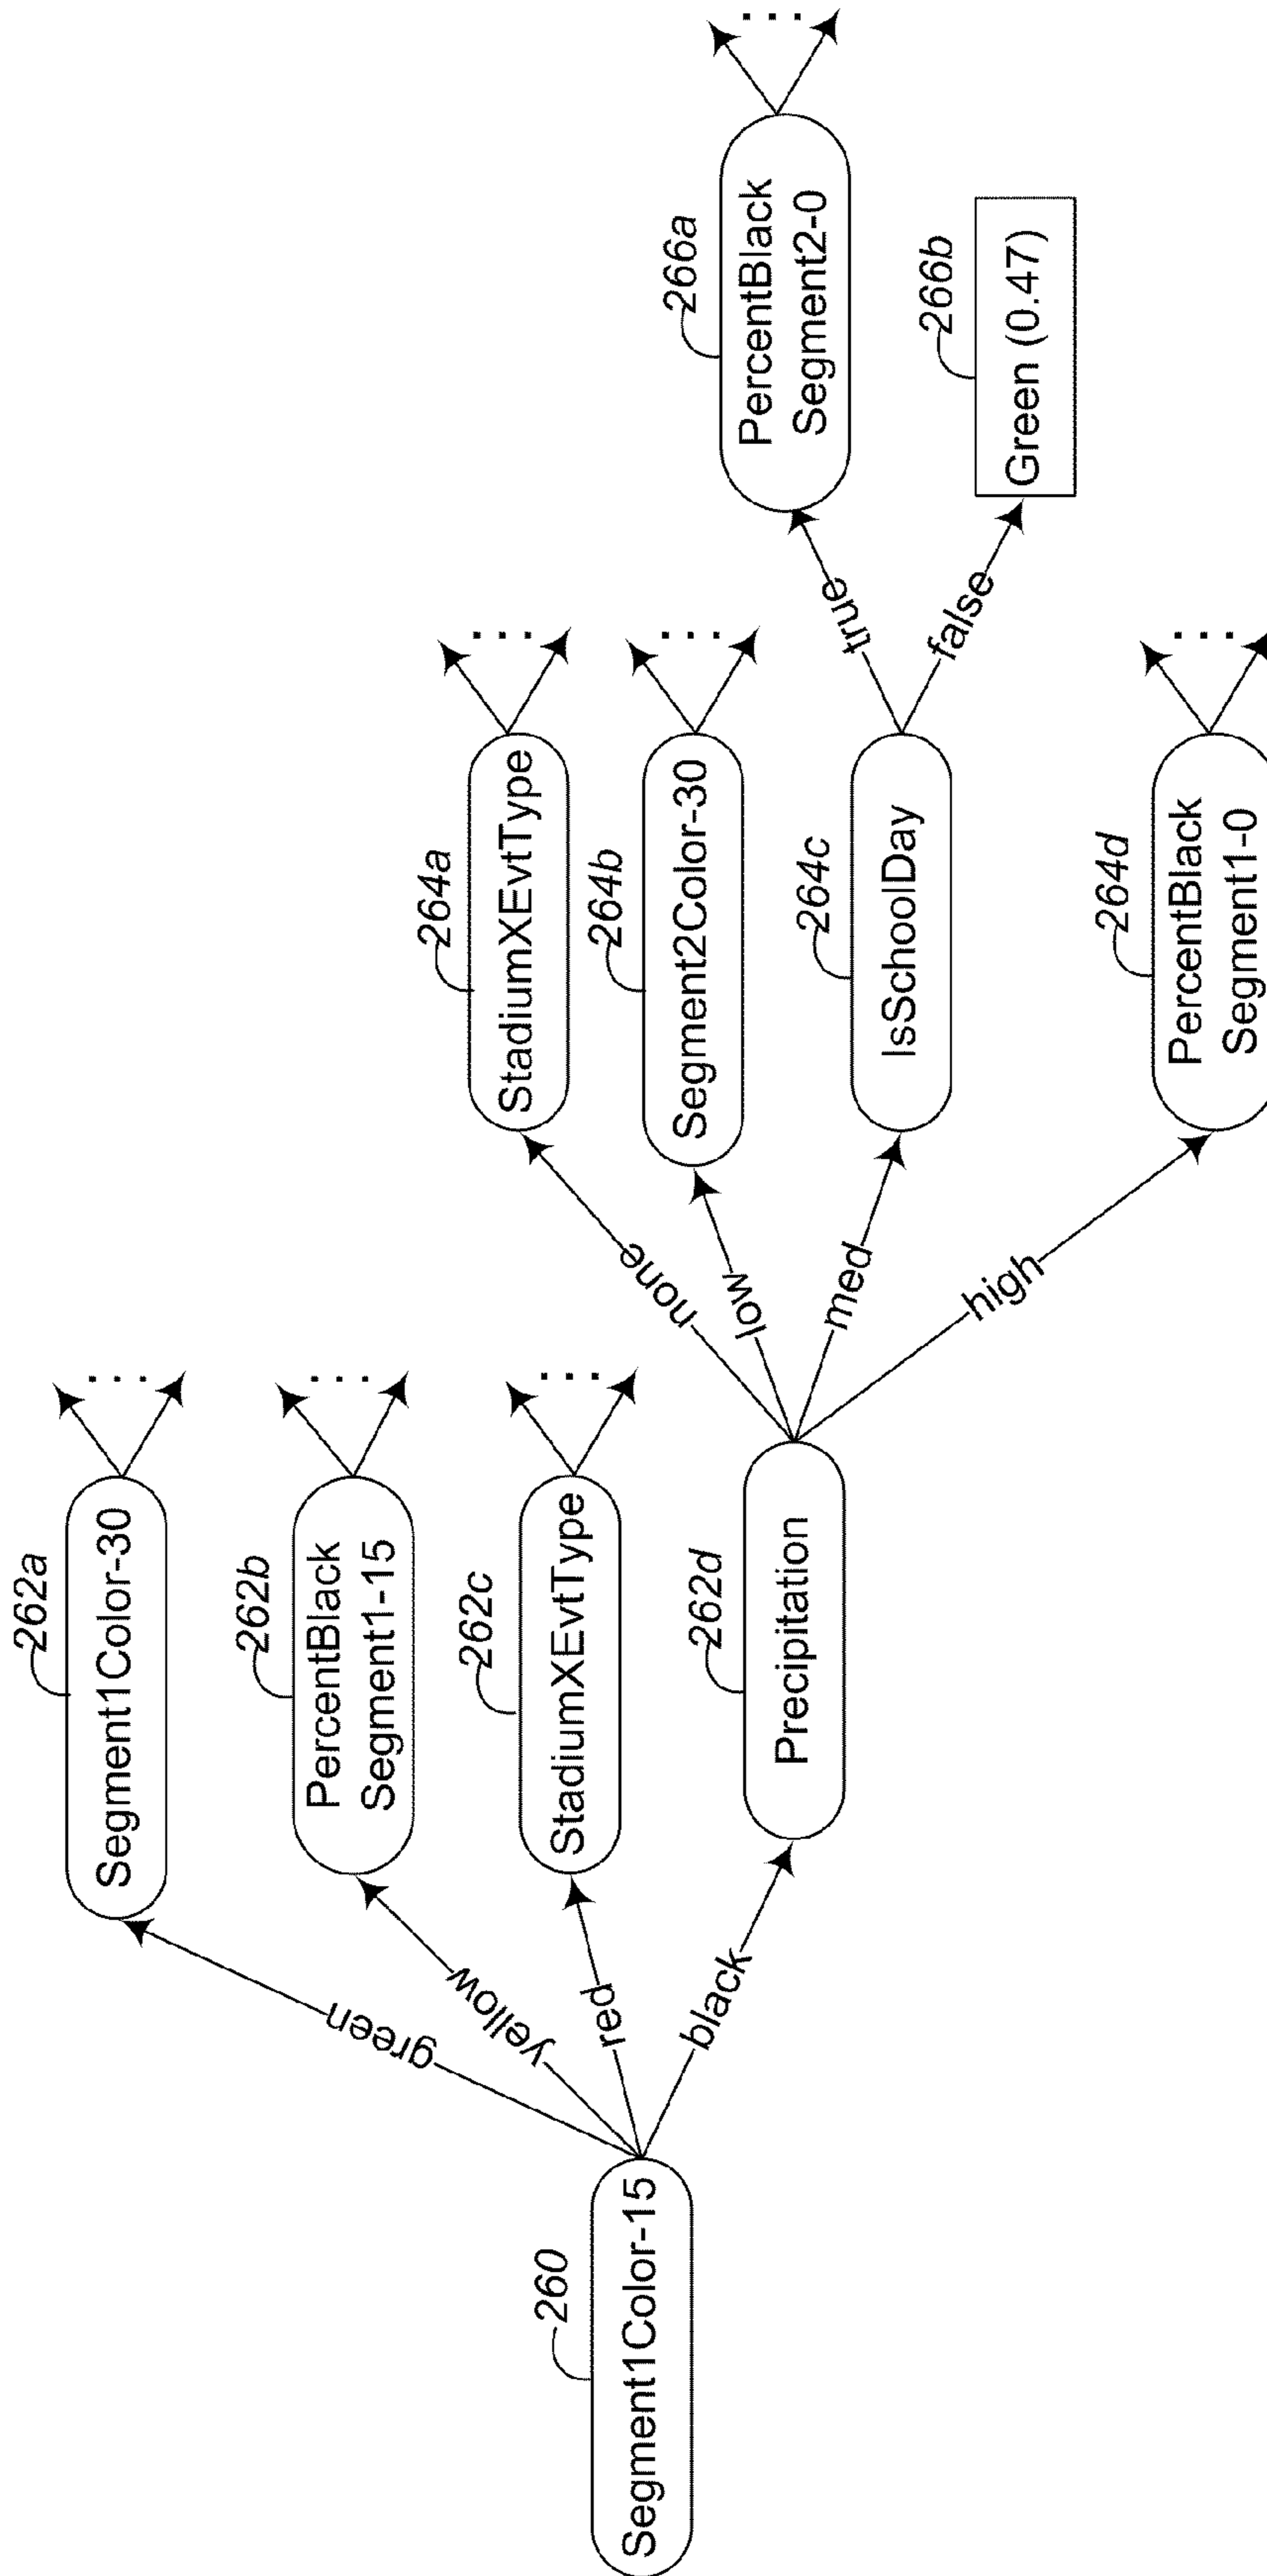 260
Segment1Color-15
green
yellow
red
black
262a
Segment1Color-30
...
262b
PercentBlack
Segment1-15
...
262c
StadiumXEvtType
...
262d
Precipitation
none
low
med
high
264a
StadiumXEvtType
...
264b
Segment2Color-30
...
264c
IsSchoolDay
true
false
264d
PercentBlack
Segment1-0
...
266a
PercentBlack
Segment2-0
...
266b
Green (0.47)